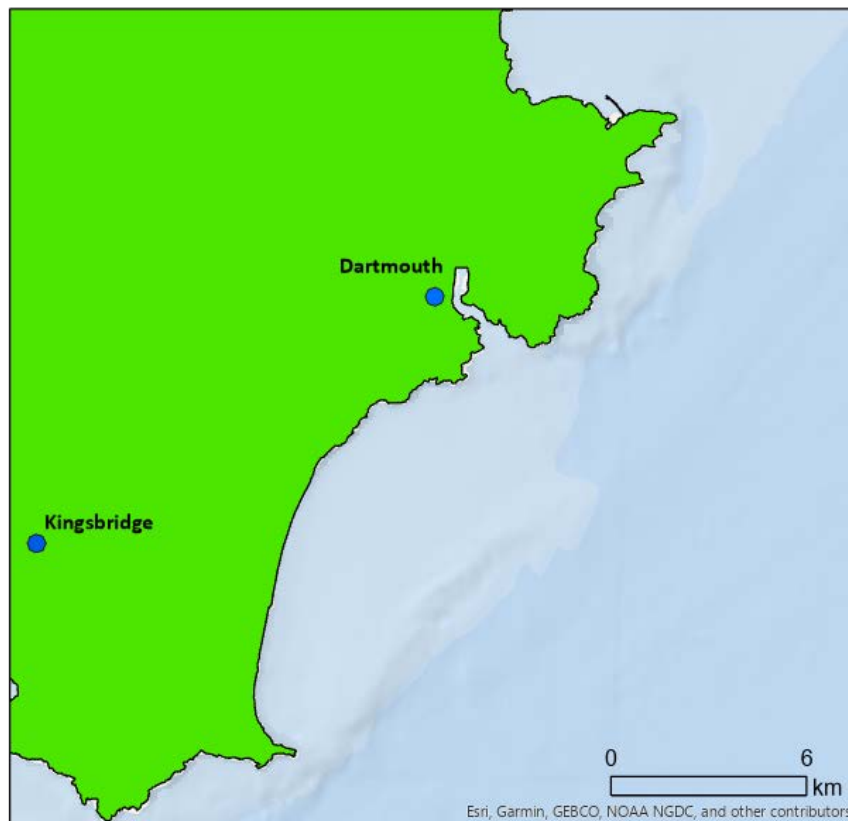 Dartmouth
Kingsbridge
0 6
km
Esri, Garmin, GEBCO, NOAA NGDC, and other contributors